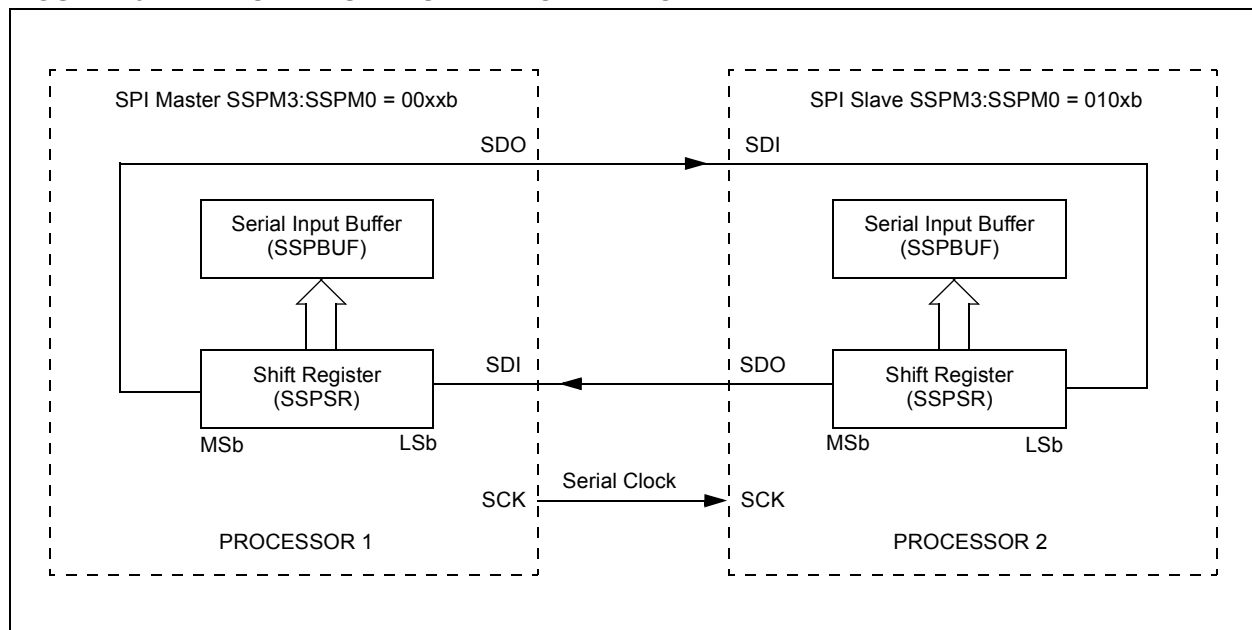 SPI Master SSPM3:SSPM0 = 00xxb
SPI Slave SSPM3:SSPM0 = 010xb
SDO
SDI
Serial Input Buffer
(SSPBUF)
Serial Input Buffer
(SSPBUF)
Shift Register
(SSPSR)
MSb
LSb
SDI
SDO
Shift Register
(SSPSR)
MSb
LSb
SCK
Serial Clock
SCK
PROCESSOR 1
PROCESSOR 2